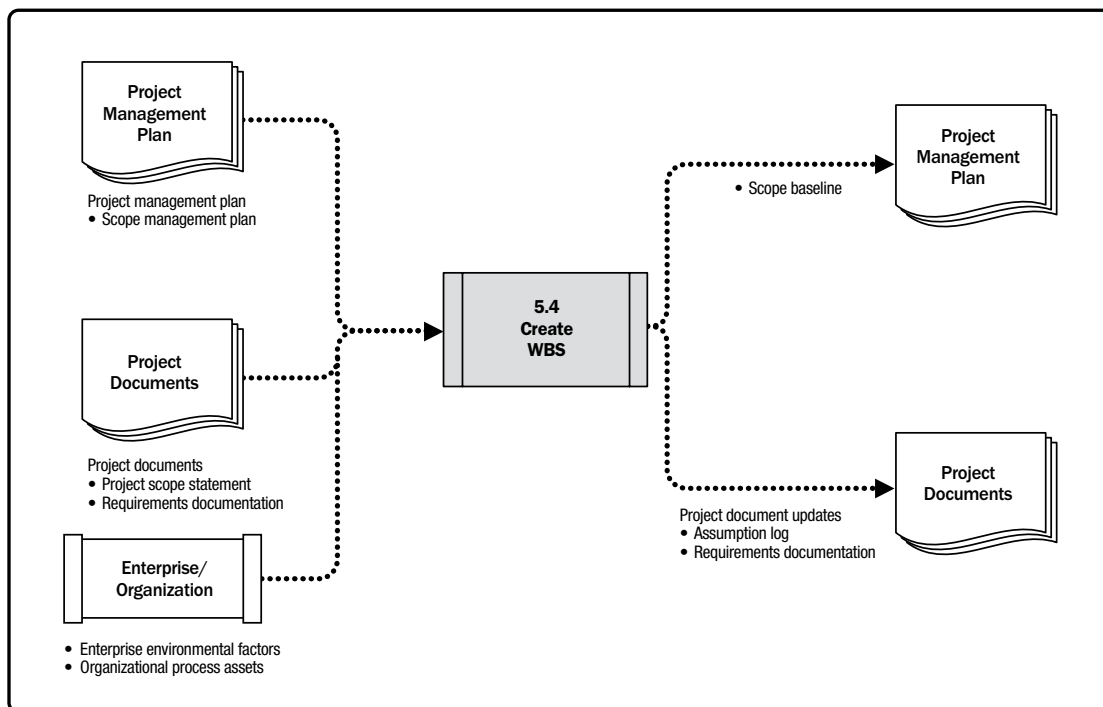 Project
Management
Plan
Project management plan
• Scope management plan
Project
Documents
Project documents
• Project scope statement
• Requirements documentation
Enterprise/
Organization
• Enterprise environmental factors
• Organizational process assets
5.4
Create
WBS
• Scope baseline
Project
Management
Plan
Project document updates
• Assumption log
• Requirements documentation
Project
Documents